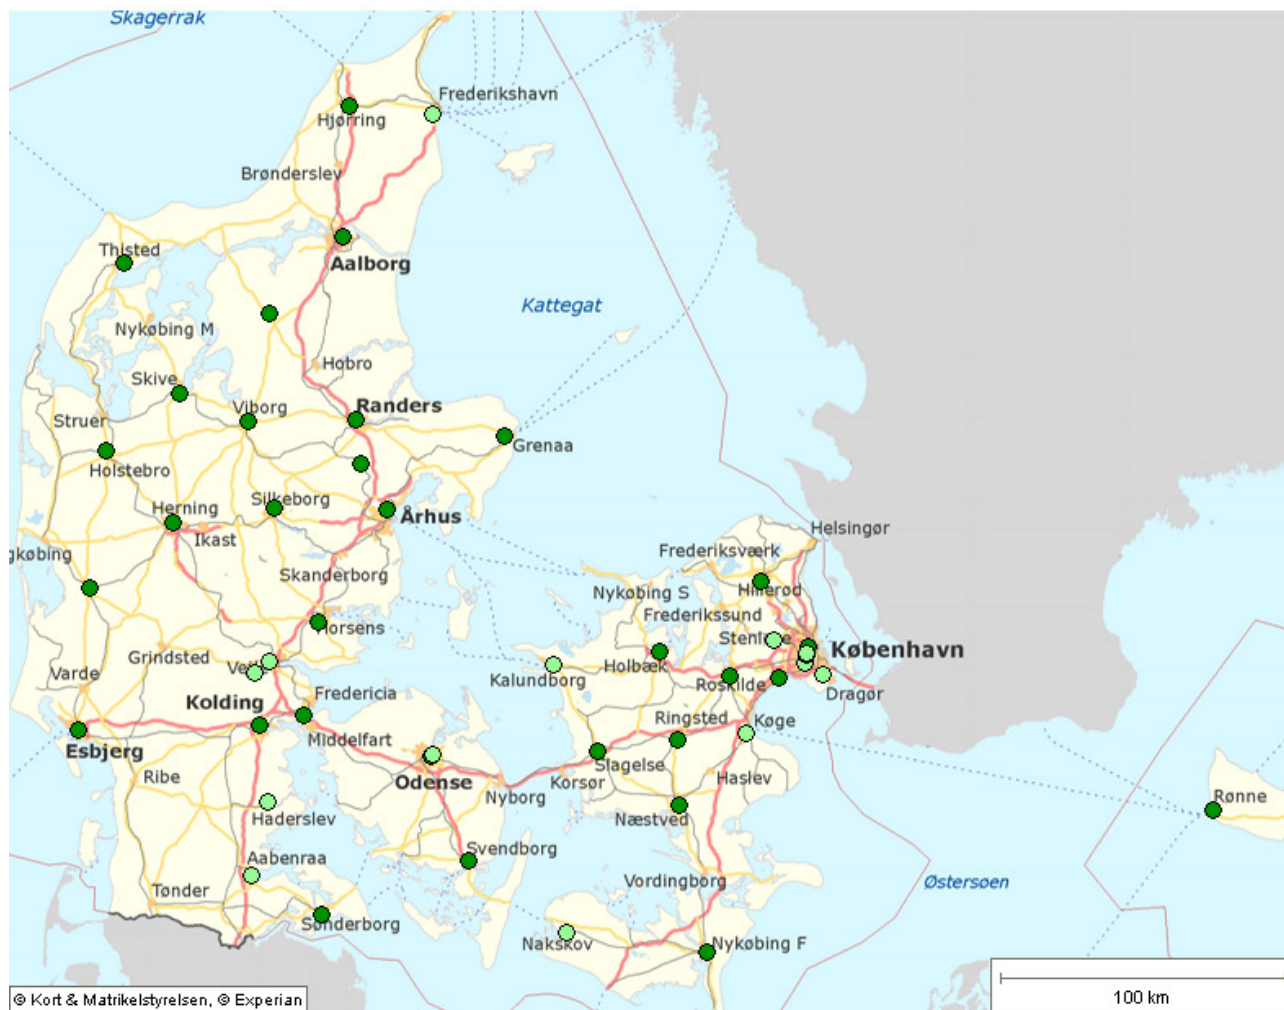 Skagerrak
Frederikshavn
Hjørring
Brønderslev
Thisted
Aalborg
Kattegat
Nykøbing M
Hobro
Skive
Viborg
Randers
Struer
Grenaa
Holstebro
Silkeborg
Herning
Århus
Ikast
Helsingør
gkøbing
Frederiksværk
Skanderborg
Nykøbing S
Hillerød
Frederikssund
Horsens
Grindsted
København
Holbæk
Kalundborg
Varde
Roskilde
Dragør
Kolding
Fredericia
Ringsted
Køge
Middelfart
Esbjerg
Slagelse
Ribe
Odense
Korsør
Haslev
Nyborg
Rønne
Haderslev
Næstved
Svendborg
Aabenraa
Vordingborg
Østersøen
Tønder
Sønderborg
Nakskov
Nykøbing F
100 km
© Kort & Matrikelstyrelsen, © Experian